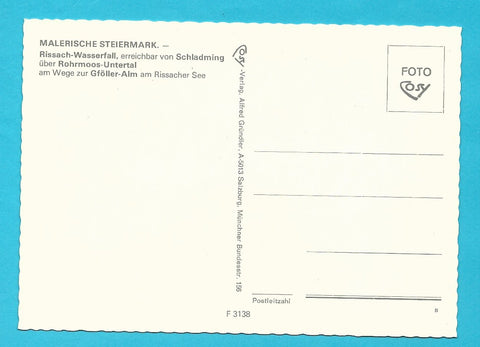 MALERISCHE STEIERMARK. —
Rissach-Wasserfall, erreichbar von Schladming
über Rohrmoos-Untertal
am Wege zur Gföller-Alm am Rissacher See
Cosy -Verlag, Alfred Gründler, A-5013 Salzburg, Münchner Bundesstr. 156
FOTO
COSY
Postleitzahl
F 3138
B